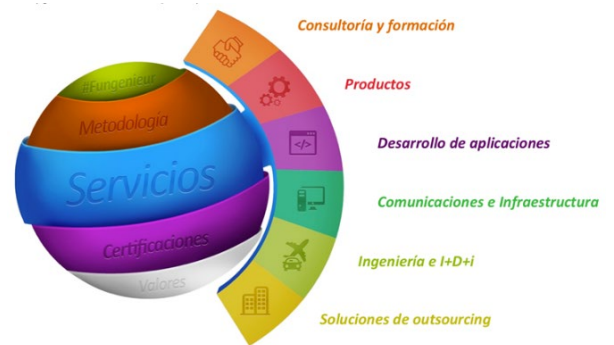 #Fungenieur
Metodología
Servicios
Certificaciones
Valores
Consultoría y formación
Productos
Desarrollo de aplicaciones
</>
Comunicaciones e Infraestructura
Ingeniería e I+D+i
Soluciones de outsourcing